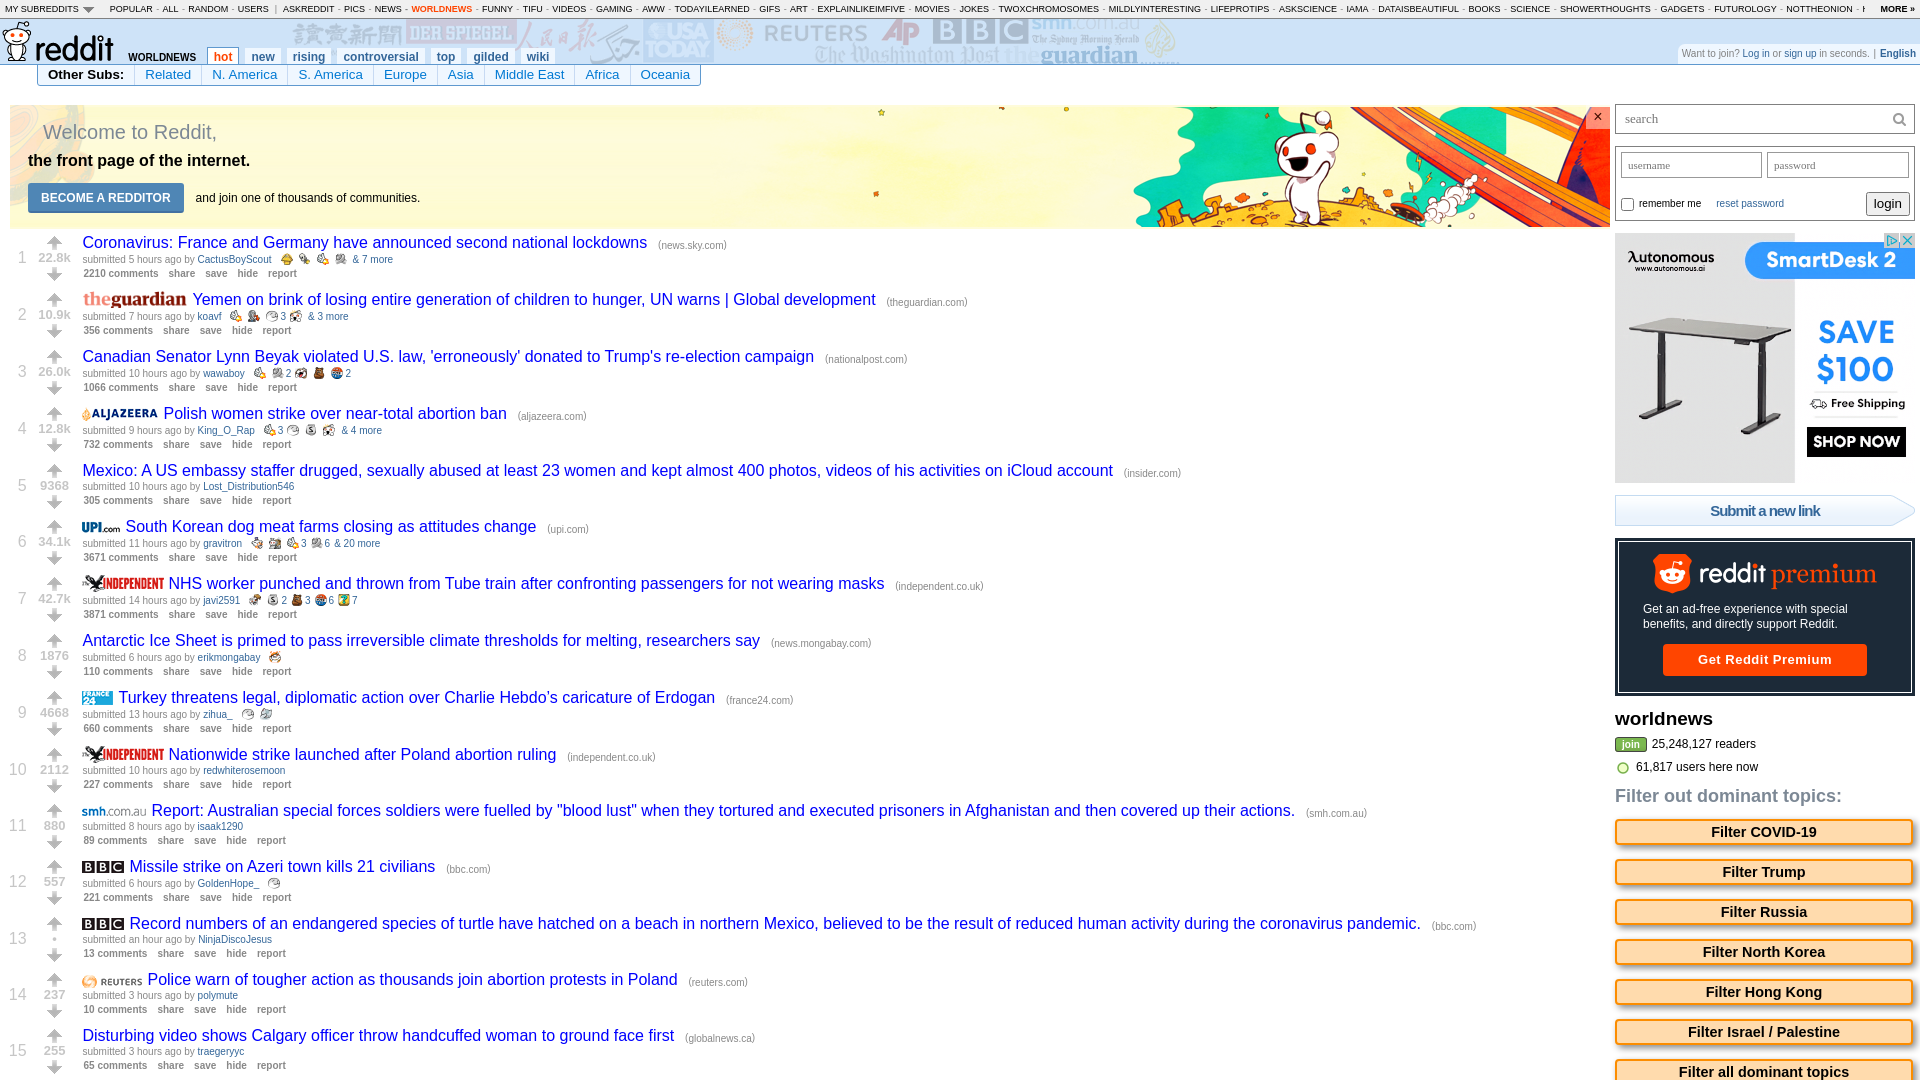 MY SUBREDDITS POPULAR - ALL - RANDOM - USERS | ASKREDDIT - PICS - NEWS - WORLDNEWS - FUNNY - TIFU - VIDEOS - GAMING - AWW - TODAYILEARNED - GIFS - ART - EXPLAINLIKEIMFIVE - MOVIES - JOKES - TWOXCHROMOSOMES - MILDLYINTERESTING - LIFEPROTIPS - ASKSCIENCE - IAMA - DATAISBEAUTIFUL - BOOKS - SCIENCE - SHOWERTHOUGHTS - GADGETS - FUTUROLOGY - NOTTHEONION - MORE »
reddit WORLDNEWS hot new rising controversial top gilded wiki
USA TODAY REUTERS AP BBC smh.com.au The Sydney Morning Herald
The Washington Post theguardian
Want to join? Log in or sign up in seconds. | English
Other Subs: Related N. America S. America Europe Asia Middle East Africa Oceania
Welcome to Reddit,
the front page of the internet.
BECOME A REDDITOR and join one of thousands of communities.
×
1 22.8k Coronavirus: France and Germany have announced second national lockdowns (news.sky.com)
submitted 5 hours ago by CactusBoyScout & 7 more
2210 comments share save hide report
2 10.9k theguardian Yemen on brink of losing entire generation of children to hunger, UN warns | Global development (theguardian.com)
submitted 7 hours ago by koavf 3 & 3 more
356 comments share save hide report
3 26.0k Canadian Senator Lynn Beyak violated U.S. law, 'erroneously' donated to Trump's re-election campaign (nationalpost.com)
submitted 10 hours ago by wawaboy 2 2
1066 comments share save hide report
4 12.8k ALJAZEERA Polish women strike over near-total abortion ban (aljazeera.com)
submitted 9 hours ago by King_O_Rap 3 & 4 more
732 comments share save hide report
5 9368 Mexico: A US embassy staffer drugged, sexually abused at least 23 women and kept almost 400 photos, videos of his activities on iCloud account (insider.com)
submitted 10 hours ago by Lost_Distribution546
305 comments share save hide report
6 34.1k UPI.com South Korean dog meat farms closing as attitudes change (upi.com)
submitted 11 hours ago by gravitron 3 6 & 20 more
3671 comments share save hide report
7 42.7k INDEPENDENT NHS worker punched and thrown from Tube train after confronting passengers for not wearing masks (independent.co.uk)
submitted 14 hours ago by javi2591 2 3 6 7
3871 comments share save hide report
8 1876 Antarctic Ice Sheet is primed to pass irreversible climate thresholds for melting, researchers say (news.mongabay.com)
submitted 6 hours ago by erikmongabay
110 comments share save hide report
9 4668 FRANCE 24 Turkey threatens legal, diplomatic action over Charlie Hebdo’s caricature of Erdogan (france24.com)
submitted 13 hours ago by zihua_
660 comments share save hide report
10 2112 INDEPENDENT Nationwide strike launched after Poland abortion ruling (independent.co.uk)
submitted 10 hours ago by redwhiterosemoon
227 comments share save hide report
11 880 smh.com.au Report: Australian special forces soldiers were fuelled by "blood lust" when they tortured and executed prisoners in Afghanistan and then covered up their actions. (smh.com.au)
submitted 8 hours ago by isaak1290
89 comments share save hide report
12 557 BBC Missile strike on Azeri town kills 21 civilians (bbc.com)
submitted 6 hours ago by GoldenHope_
221 comments share save hide report
13 • BBC Record numbers of an endangered species of turtle have hatched on a beach in northern Mexico, believed to be the result of reduced human activity during the coronavirus pandemic. (bbc.com)
submitted an hour ago by NinjaDiscoJesus
13 comments share save hide report
14 237 REUTERS Police warn of tougher action as thousands join abortion protests in Poland (reuters.com)
submitted 3 hours ago by polymute
10 comments share save hide report
15 255 Disturbing video shows Calgary officer throw handcuffed woman to ground face first (globalnews.ca)
submitted 3 hours ago by traegeryyc
65 comments share save hide report
search
username password
remember me reset password login
Autonomous
www.autonomous.ai
SmartDesk 2
SAVE
$100
Free Shipping
SHOP NOW
Submit a new link
reddit premium
Get an ad-free experience with special
benefits, and directly support Reddit.
Get Reddit Premium
worldnews
join 25,248,127 readers
61,817 users here now
Filter out dominant topics:
Filter COVID-19
Filter Trump
Filter Russia
Filter North Korea
Filter Hong Kong
Filter Israel / Palestine
Filter all dominant topics